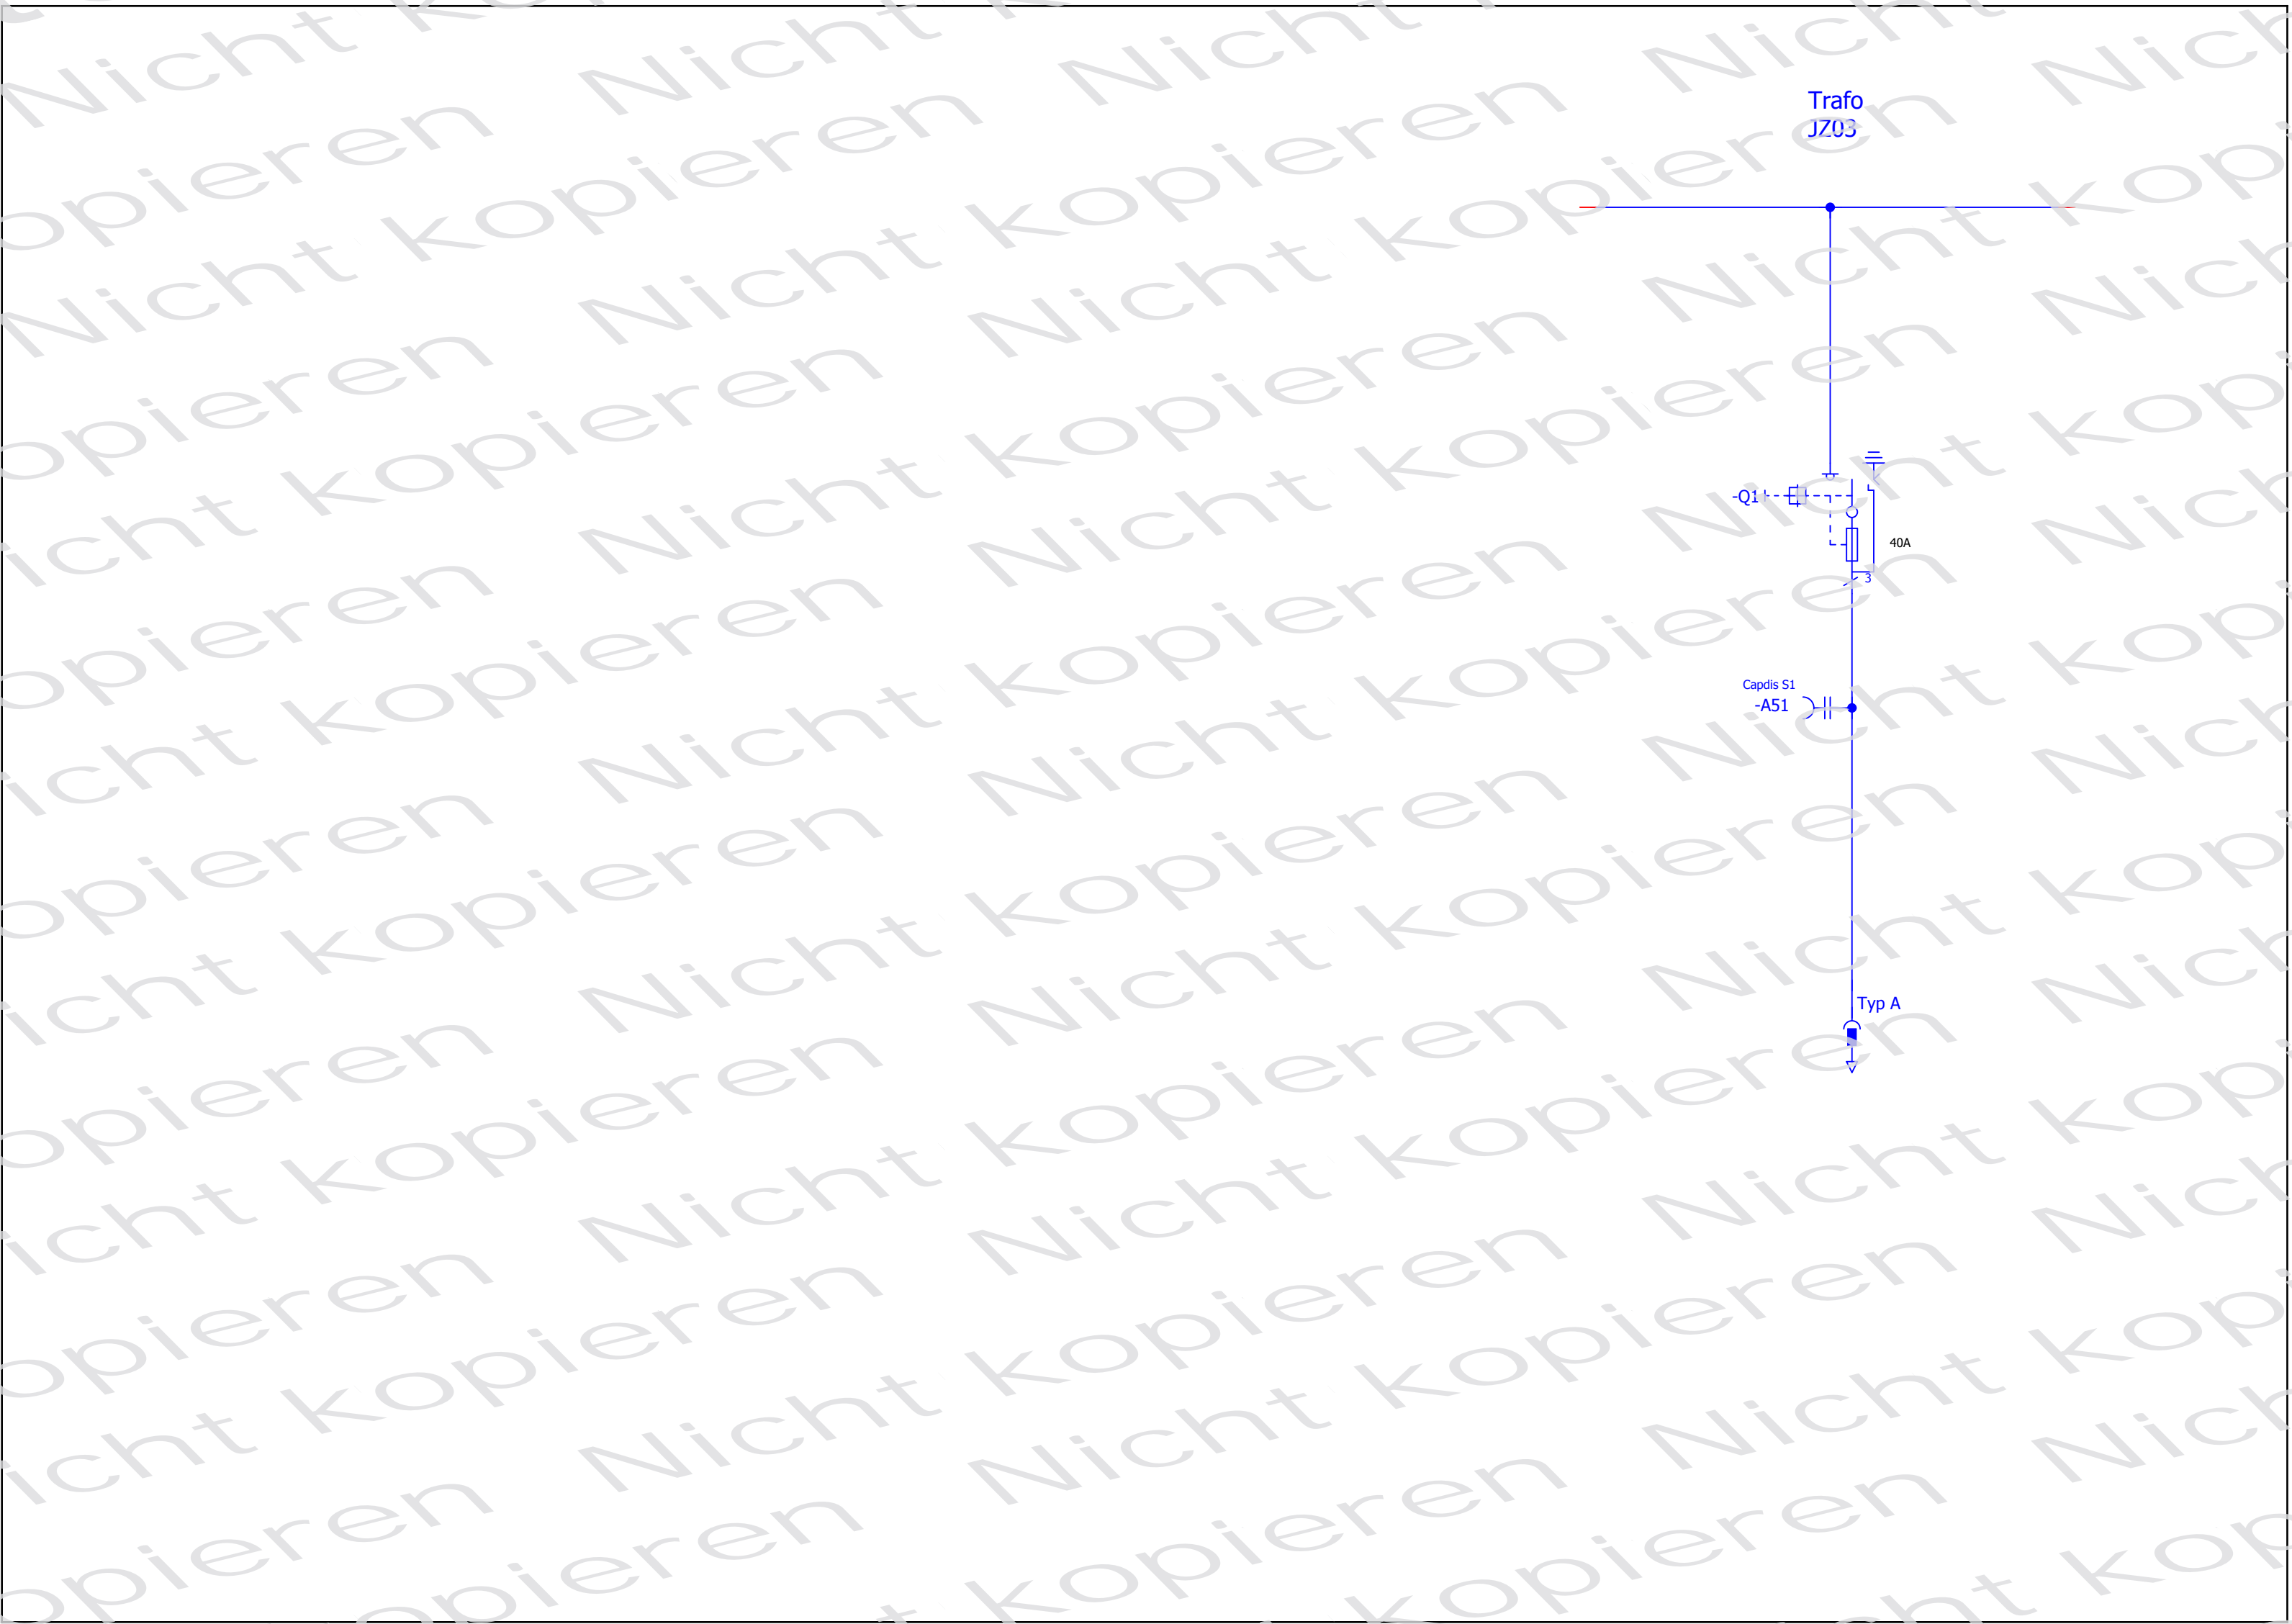 Trafo
JZ03
-Q1
40A
3
Capdis S1
-A51
Typ A
Nicht kopieren